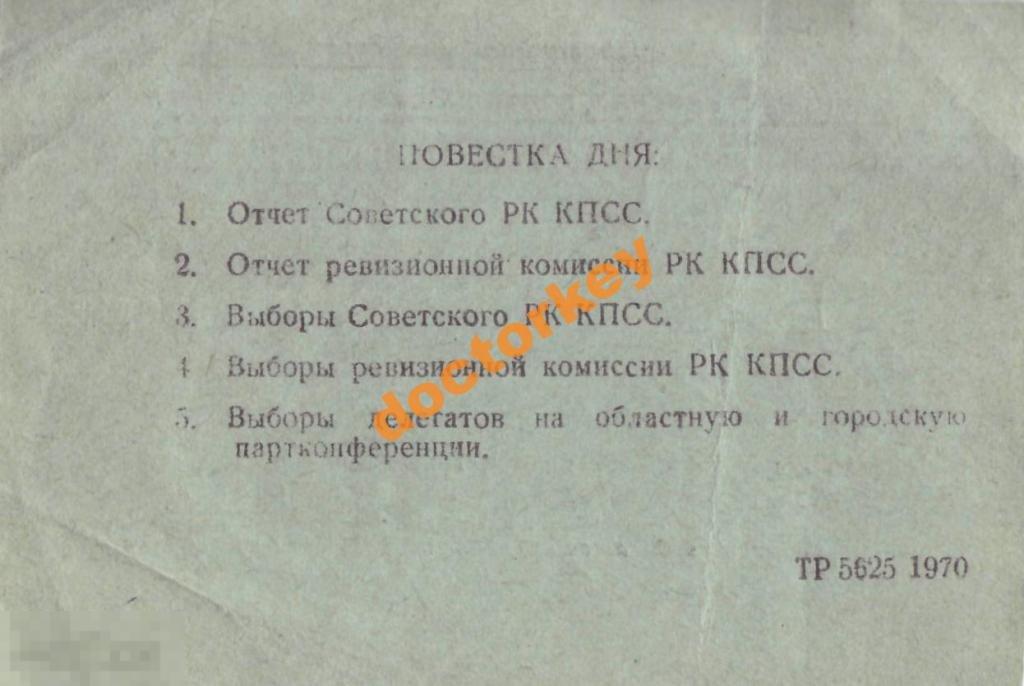 ПОВЕСТКА ДНЯ:
1. Отчет Советского РК КПСС.
2. Отчет ревизионной комиссии РК КПСС.
3. Выборы Советского РК КПСС.
4 Выборы ревизионной комиссии РК КПСС.
5. Выборы делегатов на областную и городскую
партконференции.
ТР 5625 1970
doctorkey